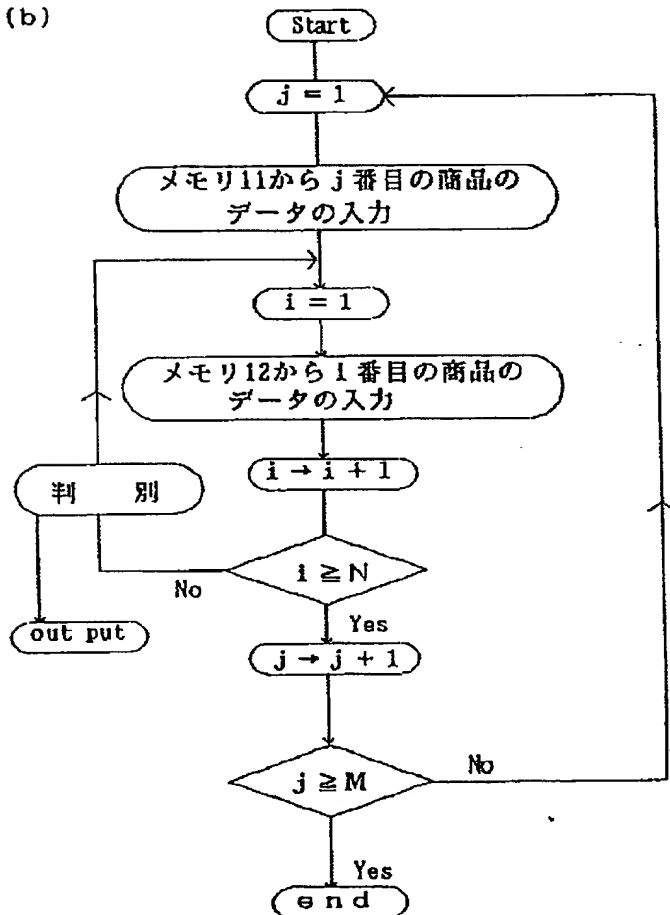 (b)
Start
j = 1
メモリ11から j 番目の商品の
データの入力
i = 1
メモリ12から i 番目の商品の
データの入力
i → i + 1
判 別
i ≧ N
No
Yes
out put
j → j + 1
j ≧ M
No
Yes
end